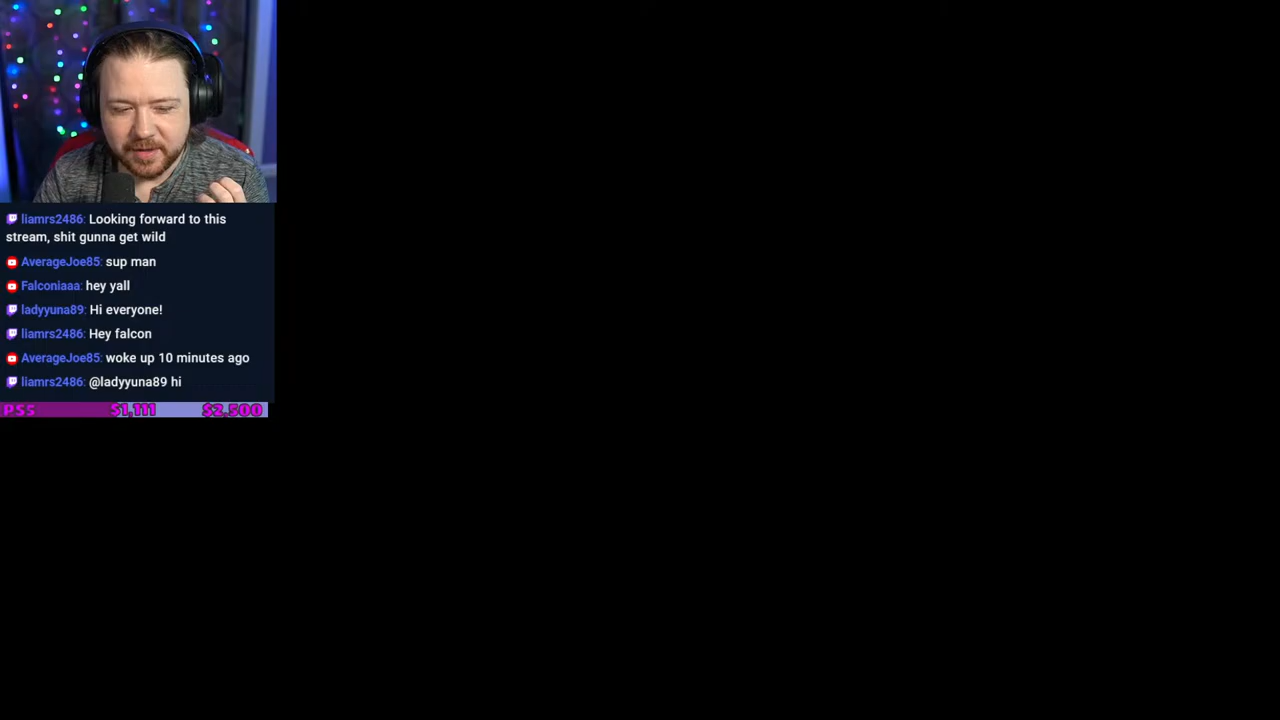 liamrs2486: Looking forward to this
stream, shit gunna get wild
AverageJoe85: sup man
Falconiaaa: hey yall
ladyyuna89: Hi everyone!
liamrs2486: Hey falcon
AverageJoe85: woke up 10 minutes ago
liamrs2486: @ladyyuna89 hi
PS5 $1,111 $2,500